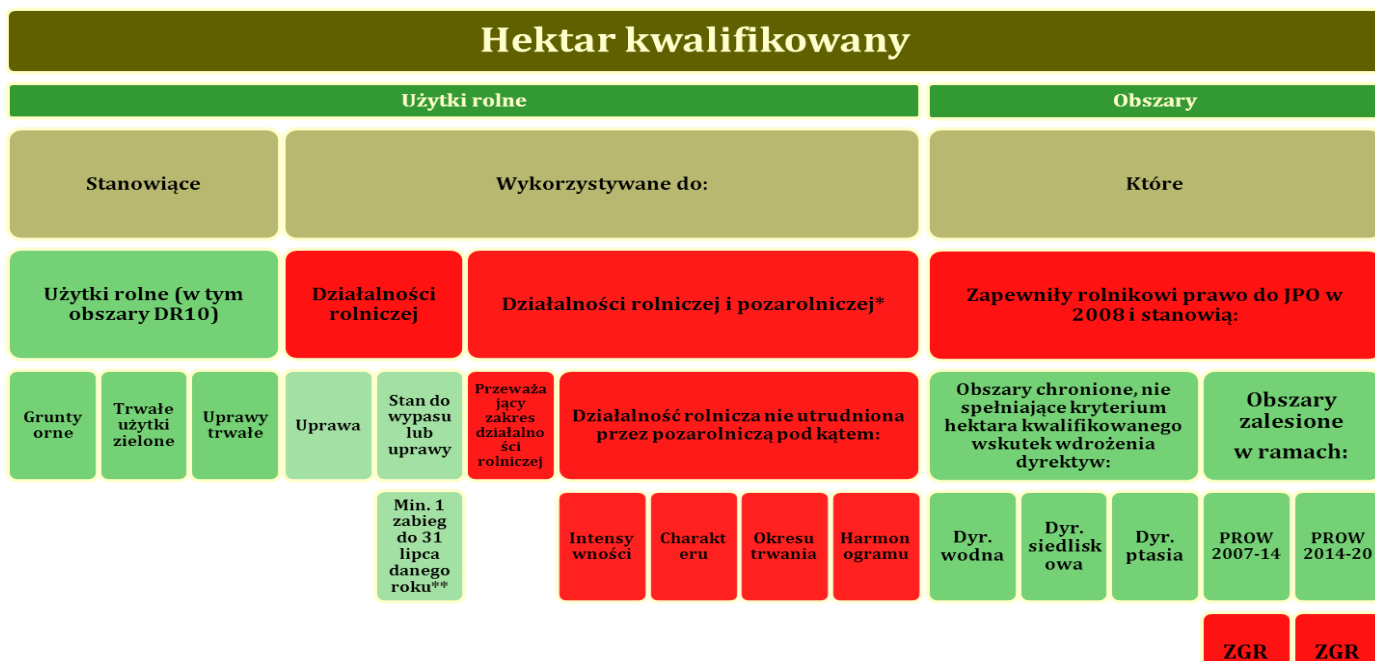 Hektar kwalifikowany
Użytki rolne
Obszary
Stanowiące
Wykorzystywane do:
Które
Użytki rolne (w tym
obszary DR10)
Działalności
rolniczej
Działalności rolniczej i pozarolniczej*
Zapewniły rolnikowi prawo do JPO w
2008 i stanowią:
Grunty
orne
Trwałe
użytki
zielone
Uprawy
trwałe
Uprawa
Stan do
wypasu
lub
uprawy
Przeważa
jący
zakres
działalno
ści
rolniczej
Działalność rolnicza nie utrudniona
przez pozarolniczą pod kątem:
Obszary chronione, nie
spełniające kryterium
hektara kwalifikowanego
wskutek wdrożenia
dyrektyw:
Obszary
zalesione
w ramach:
Min. 1
zabieg
do 31
lipca
danego
roku**
Intensy
wności
Charakt
eru
Okresu
trwania
Harmon
ogramu
Dyr.
wodna
Dyr.
siedlisk
owa
Dyr.
ptasia
PROW
2007-14
PROW
2014-20
ZGR
ZGR